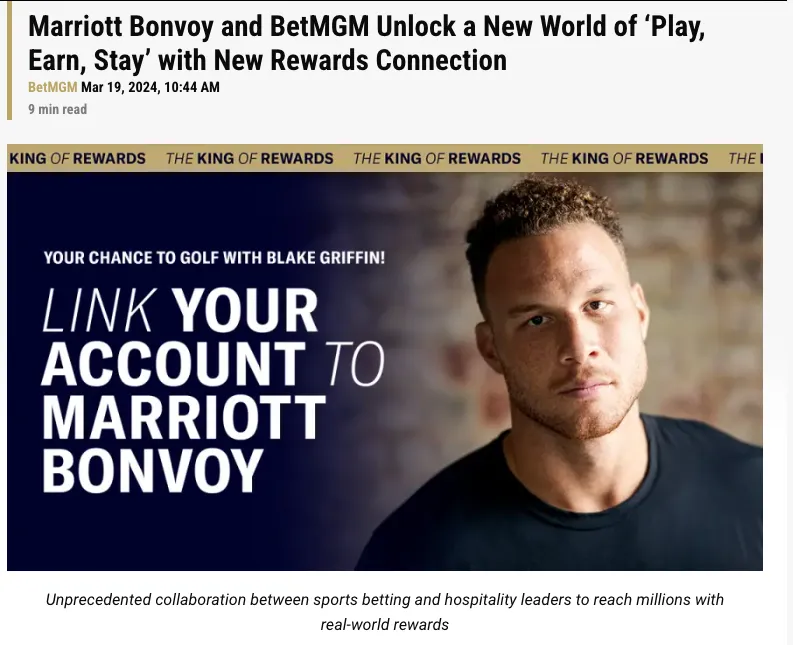 Marriott Bonvoy and BetMGM Unlock a New World of ‘Play,
Earn, Stay’ with New Rewards Connection
BetMGM Mar 19, 2024, 10:44 AM
9 min read
KING OF REWARDS THE KING OF REWARDS THE KING OF REWARDS THE KING OF REWARDS THE
YOUR CHANCE TO GOLF WITH BLAKE GRIFFIN!
LINK YOUR
ACCOUNT TO
MARRIOTT
BONVOY
Unprecedented collaboration between sports betting and hospitality leaders to reach millions with
real-world rewards